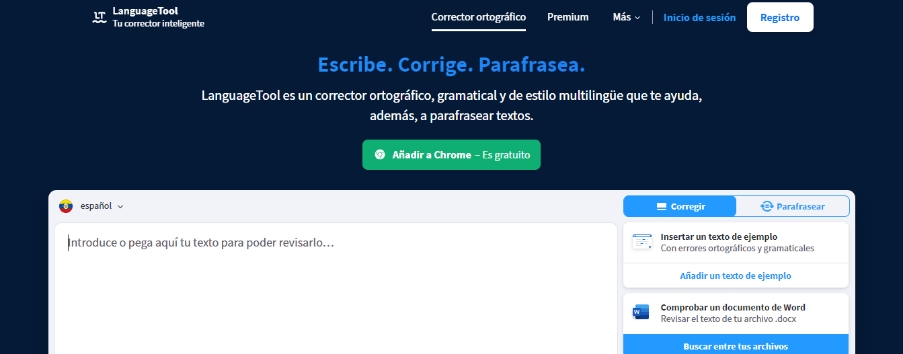 LanguageTool
Tu corrector inteligente
Corrector ortográfico
Premium
Más
Inicio de sesión
Registro
Escribe. Corrige. Parafrasea.
LanguageTool es un corrector ortográfico, gramatical y de estilo multilingüe que te ayuda,
además, a parafrasear textos.
Añadir a Chrome – Es gratuito
español
Corregir
Parafrasear
Introduce o pega aquí tu texto para poder revisarlo…
Insertar un texto de ejemplo
Con errores ortográficos y gramaticales
Añadir un texto de ejemplo
Comprobar un documento de Word
Revisar el texto de tu archivo .docx
Buscar entre tus archivos